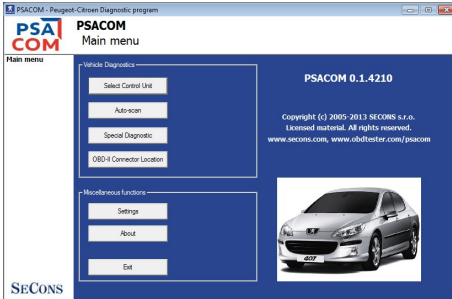 PSACOM - Peugeot-Citroen Diagnostic program
PSA
COM
PSACOM
Main menu
Main menu
Vehicle Diagnostics
Select Control Unit
Auto-scan
Special Diagnostic
OBD-II Connector Location
Miscellaneous functions
Settings
About
Exit
PSACOM 0.1.4210
Copyright (c) 2005-2013 SECONS s.r.o.
Licensed material. All rights reserved.
www.secons.com, www.obdtester.com/psacom
407
SECONS